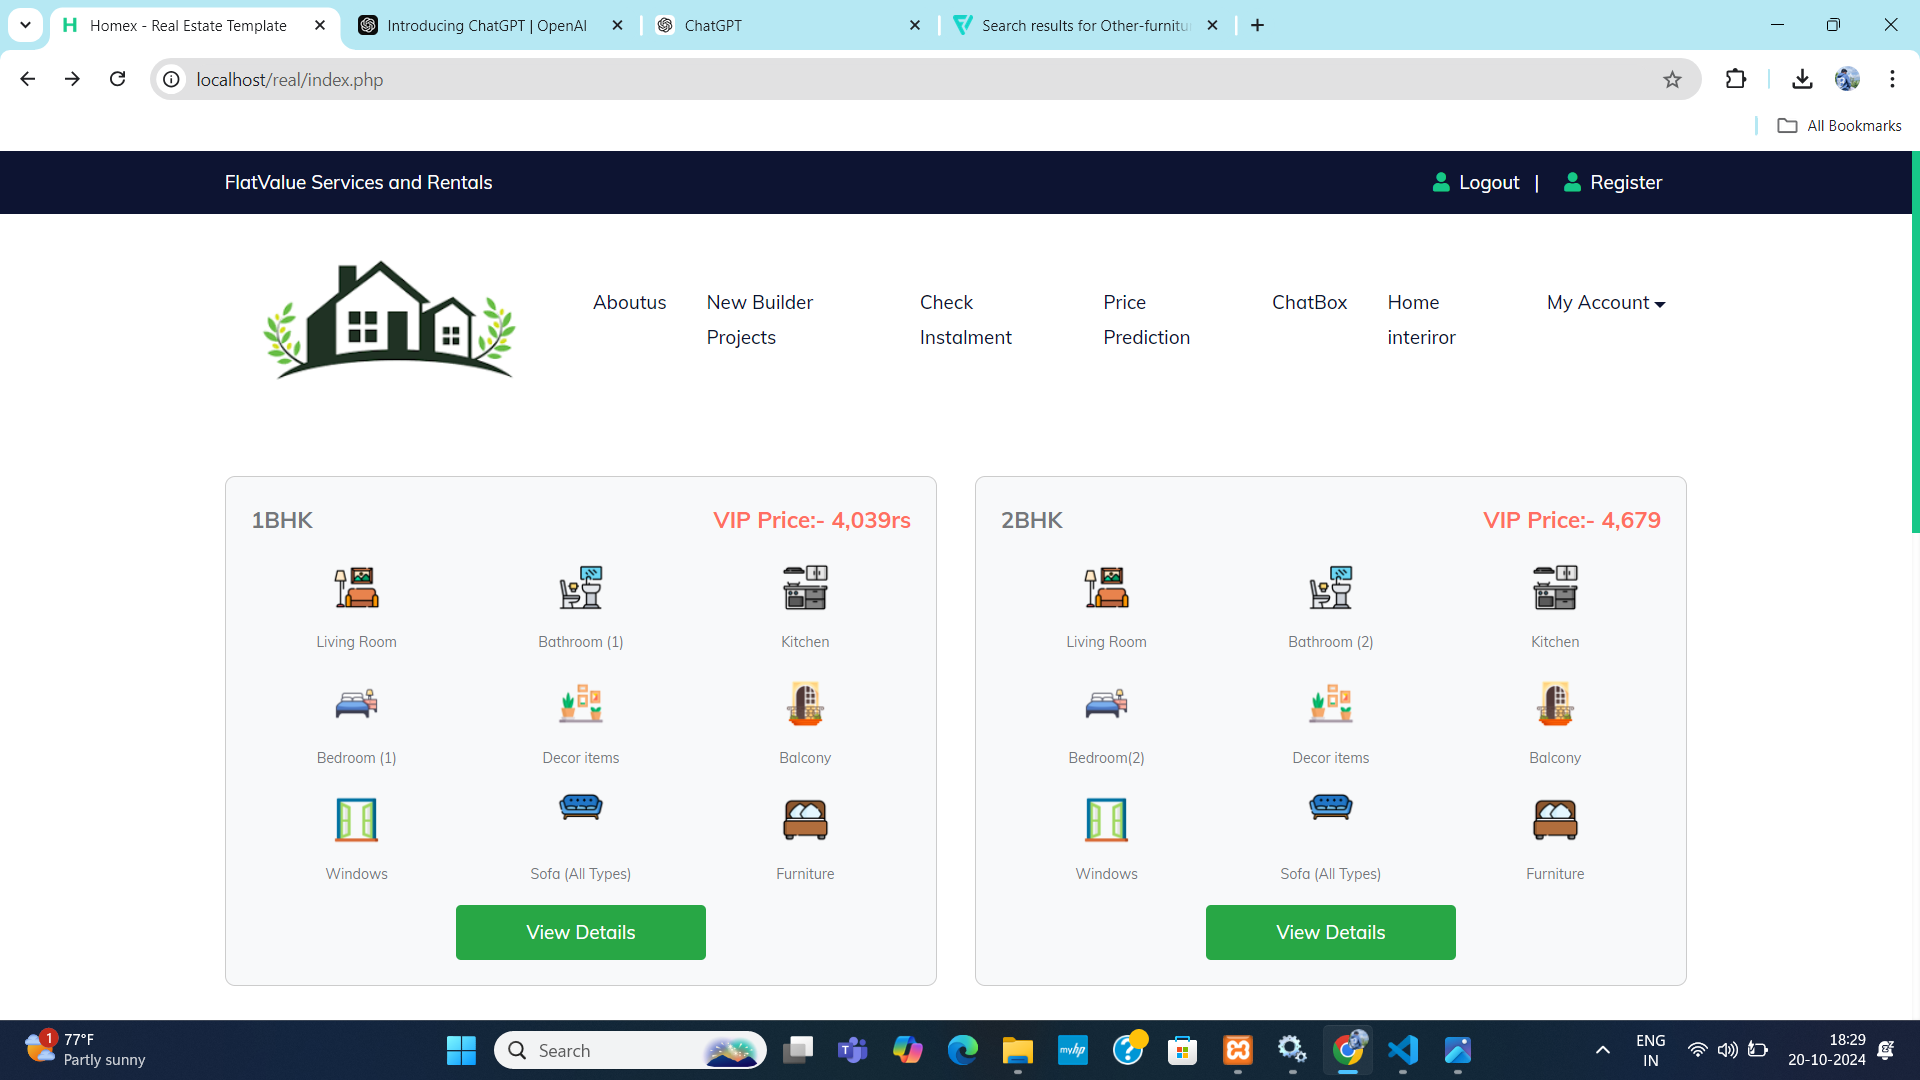 Homex - Real Estate Template
Introducing ChatGPT | OpenAI
ChatGPT
Search results for Other-furnitu
localhost/real/index.php
All Bookmarks
FlatValue Services and Rentals
Logout |
Register
Aboutus
New Builder
Projects
Check
Instalment
Price
Prediction
ChatBox
Home
interiror
My Account
1BHK
VIP Price:- 4,039rs
Living Room
Bathroom (1)
Kitchen
Bedroom (1)
Decor items
Balcony
Windows
Sofa (All Types)
Furniture
View Details
2BHK
VIP Price:- 4,679
Living Room
Bathroom (2)
Kitchen
Bedroom(2)
Decor items
Balcony
Windows
Sofa (All Types)
Furniture
View Details
1
77°F
Partly sunny
Search
myhp
ENG
IN
18:29
20-10-2024